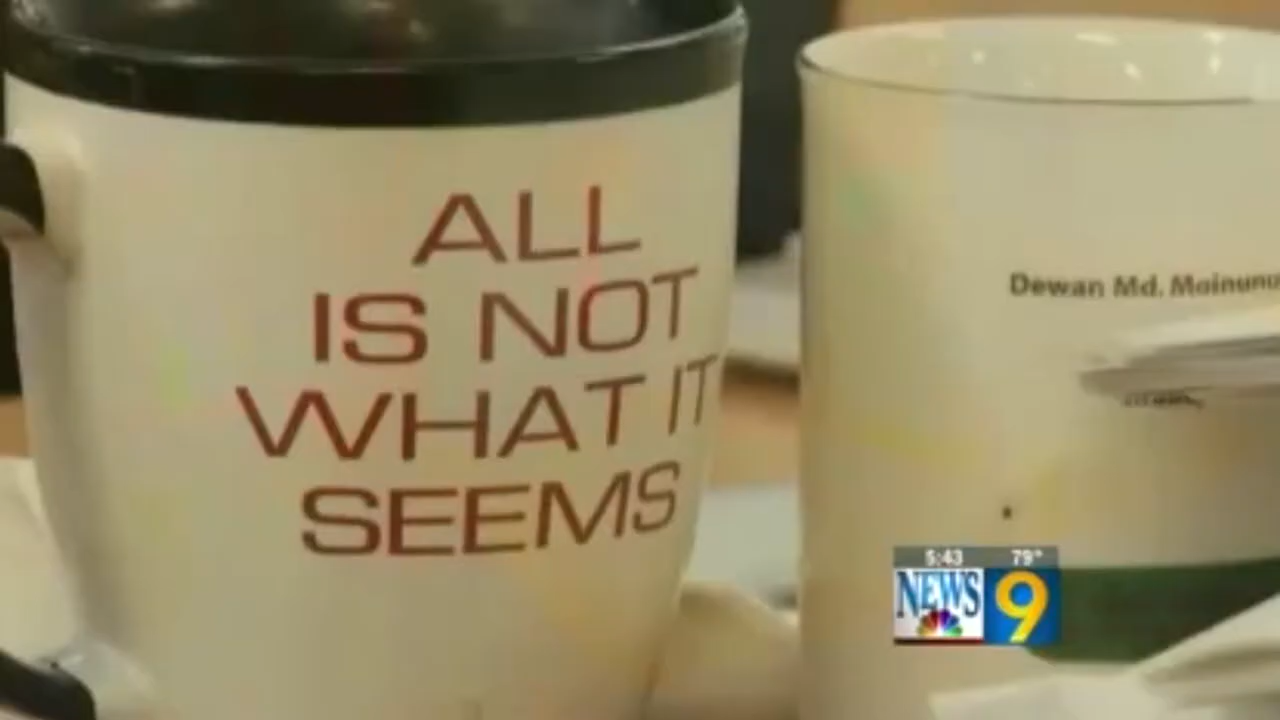 ALL
IS NOT
WHAT IT
SEEMS
Dewan Md.
5:43 79°
NEWS 9